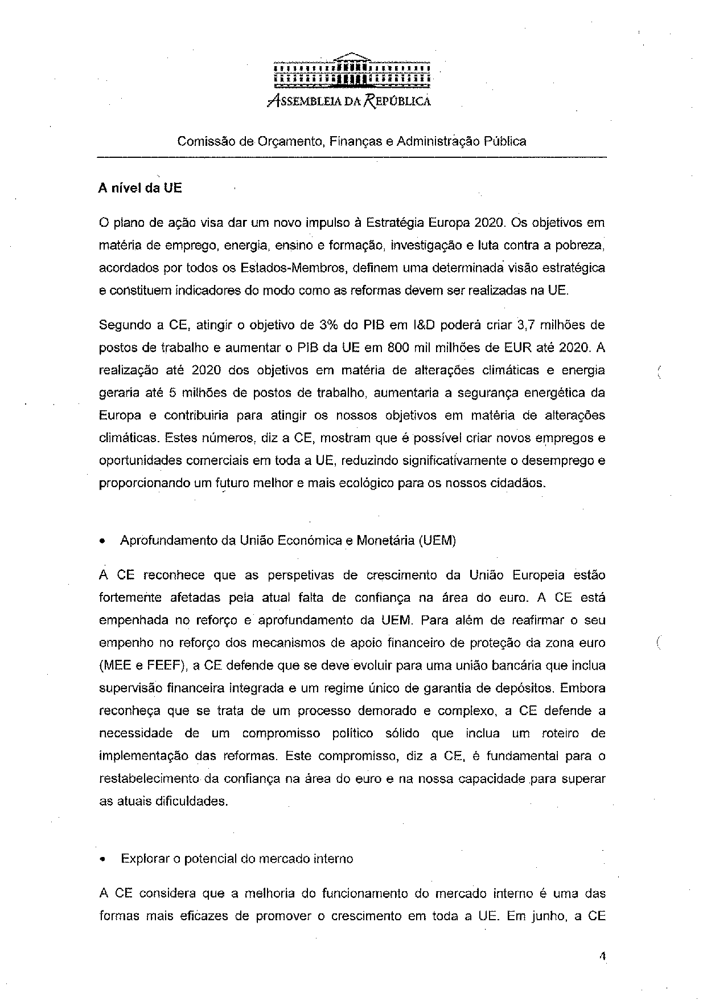 ASSEMBLEIA DA REPÚBLICA
Comissão de Orçamento, Finanças e Administração Pública
A nível da UE
O plano de ação visa dar um novo impulso à Estratégia Europa 2020. Os objetivos em
matéria de emprego, energia, ensino e formação, investigação e luta contra a pobreza,
acordados por todos os Estados-Membros, definem uma determinada visão estratégica
e constituem indicadores do modo como as reformas devem ser realizadas na UE.
Segundo a CE, atingir o objetivo de 3% do PIB em I&D poderá criar 3,7 milhões de
postos de trabalho e aumentar o PIB da UE em 800 mil milhões de EUR até 2020. A
realização até 2020 dos objetivos em matéria de alterações climáticas e energia
geraria até 5 milhões de postos de trabalho, aumentaria a segurança energética da
Europa e contribuiria para atingir os nossos objetivos em matéria de alterações
climáticas. Estes números, diz a CE, mostram que é possível criar novos empregos e
oportunidades comerciais em toda a UE, reduzindo significativamente o desemprego e
proporcionando um futuro melhor e mais ecológico para os nossos cidadãos.
• Aprofundamento da União Económica e Monetária (UEM)
A CE reconhece que as perspetivas de crescimento da União Europeia estão
fortemente afetadas pela atual falta de confiança na área do euro. A CE está
empenhada no reforço e aprofundamento da UEM. Para além de reafirmar o seu
empenho no reforço dos mecanismos de apoio financeiro de proteção da zona euro
(MEE e FEEF), a CE defende que se deve evoluir para uma união bancária que inclua
supervisão financeira integrada e um regime único de garantia de depósitos. Embora
reconheça que se trata de um processo demorado e complexo, a CE defende a
necessidade de um compromisso político sólido que inclua um roteiro de
implementação das reformas. Este compromisso, diz a CE, é fundamental para o
restabelecimento da confiança na área do euro e na nossa capacidade para superar
as atuais dificuldades.
• Explorar o potencial do mercado interno
A CE considera que a melhoria do funcionamento do mercado interno é uma das
formas mais eficazes de promover o crescimento em toda a UE. Em junho, a CE
4